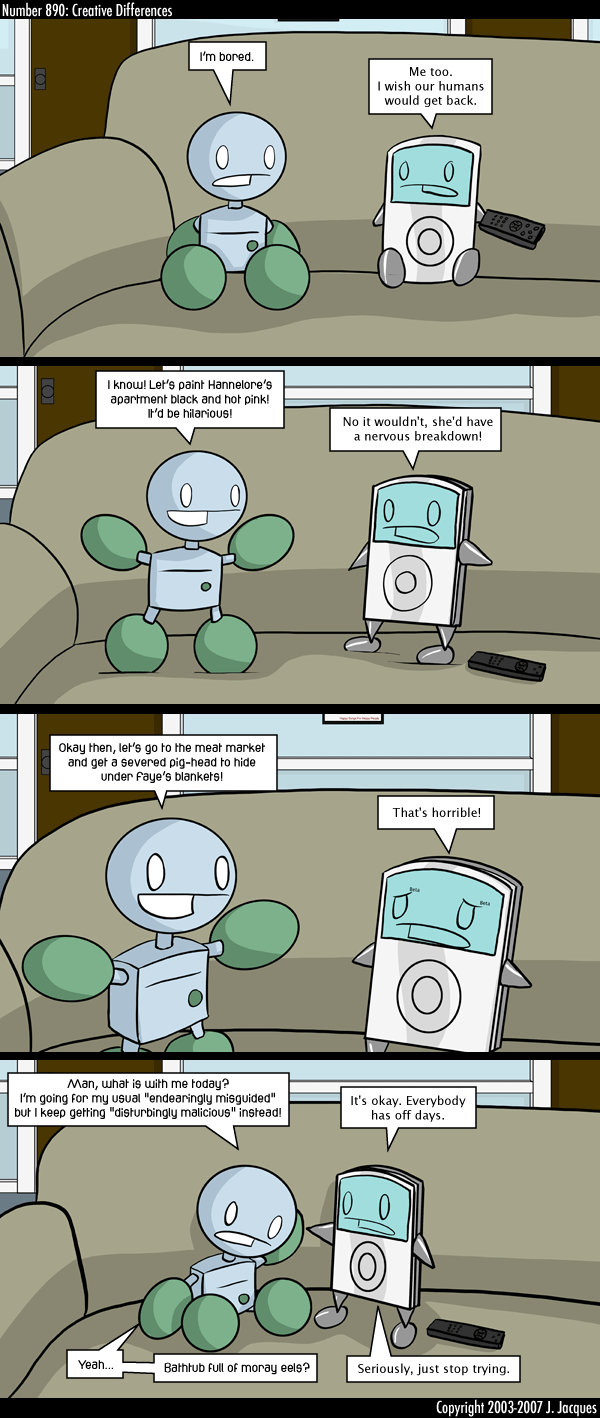 Number 890: Creative Differences
I'm bored.
Me too.
I wish our humans
would get back.
I know! Let's paint Hannelore's
apartment black and hot pink!
It'd be hilarious!
No it wouldn't, she'd have
a nervous breakdown!
Okay then, let's go to the meat market
and get a severed pig-head to hide
under Faye's blankets!
That's horrible!
Beta
Beta
Man, what is with me today?
I'm going for my usual "endearingly misguided"
but I keep getting "disturbingly malicious" instead!
It's okay. Everybody
has off days.
Yeah...
Bathtub full of moray eels?
Seriously, just stop trying.
Copyright 2003-2007 J. Jacques